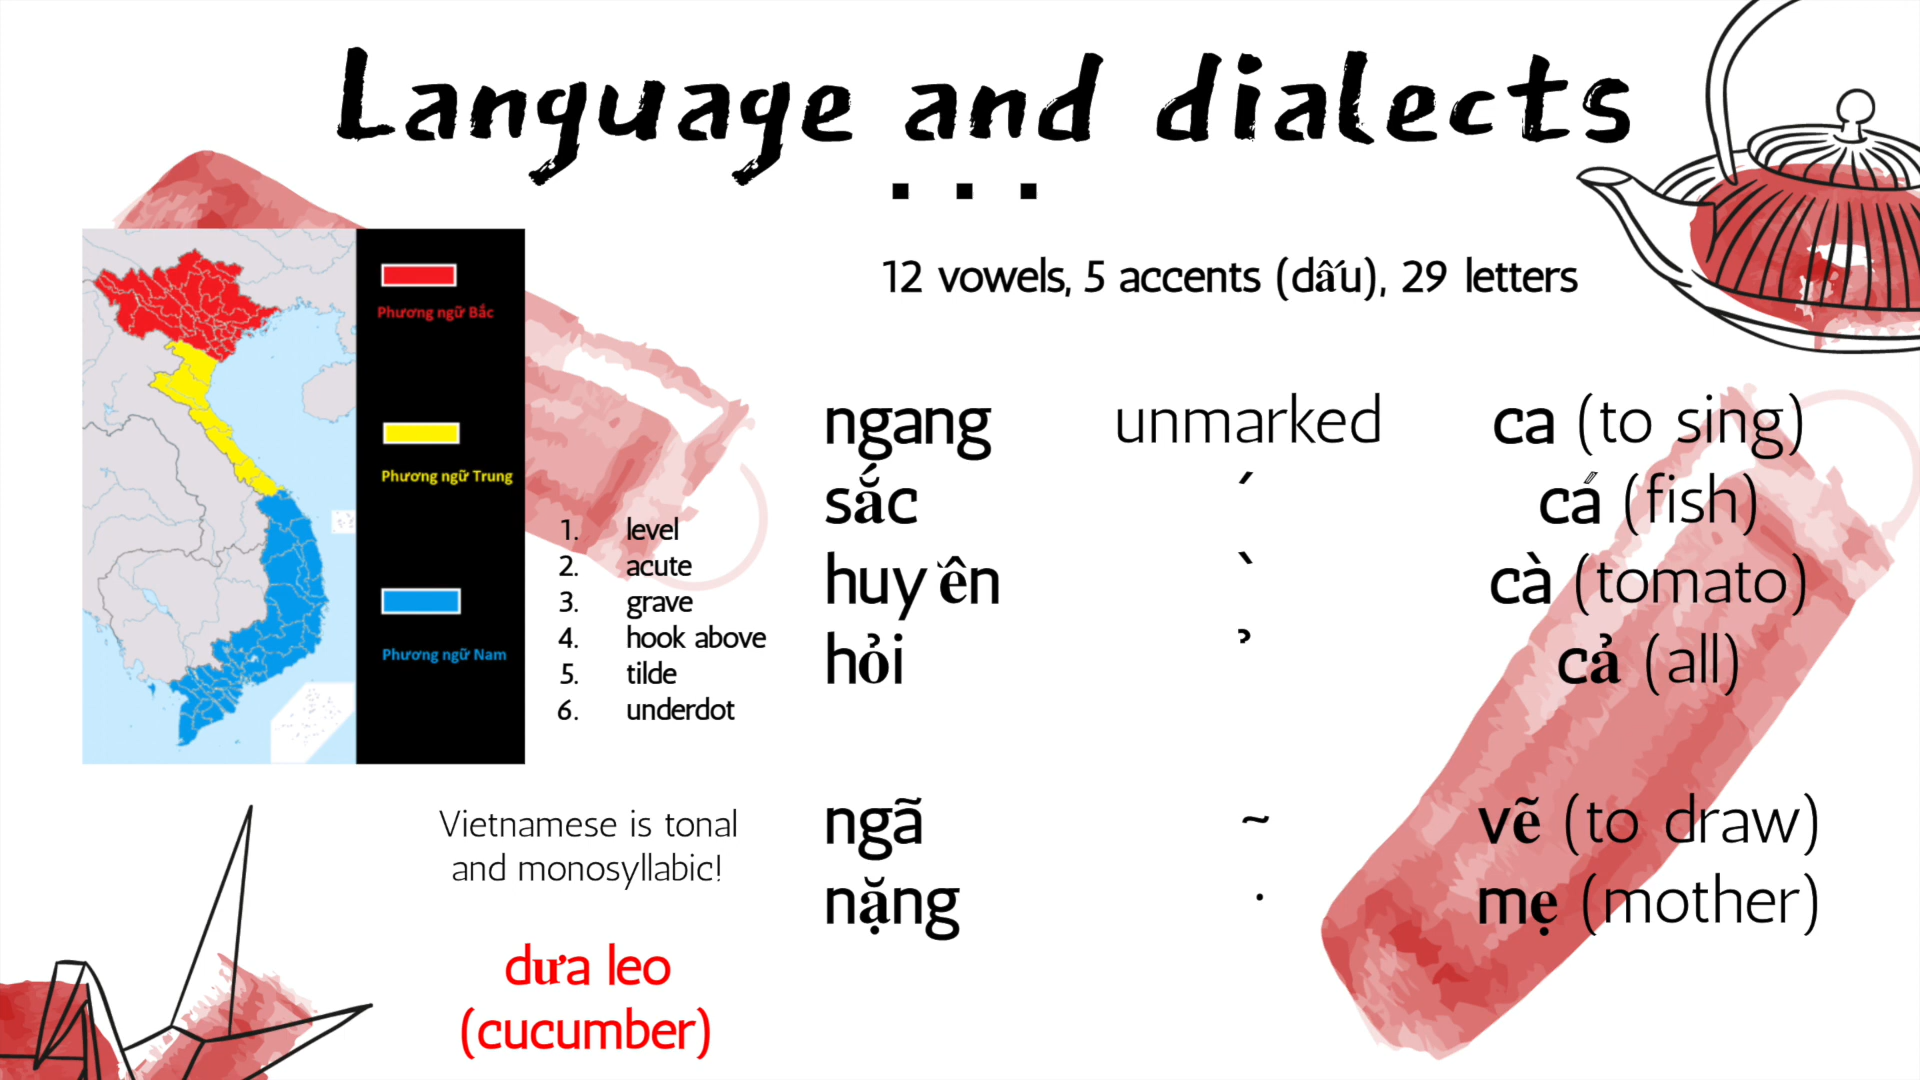 Language and dialects
12 vowels, 5 accents (dấu), 29 letters
Phương ngữ Bắc
Phương ngữ Trung
Phương ngữ Nam
1. level
2. acute
3. grave
4. hook above
5. tilde
6. underdot
Vietnamese is tonal
and monosyllabic!
dưa leo
(cucumber)
ngang unmarked ca (to sing)
sắc ˊ cá (fish)
huyền ˋ cà (tomato)
hỏi ̉ cả (all)
ngã ~ vẽ (to draw)
nặng . mẹ (mother)